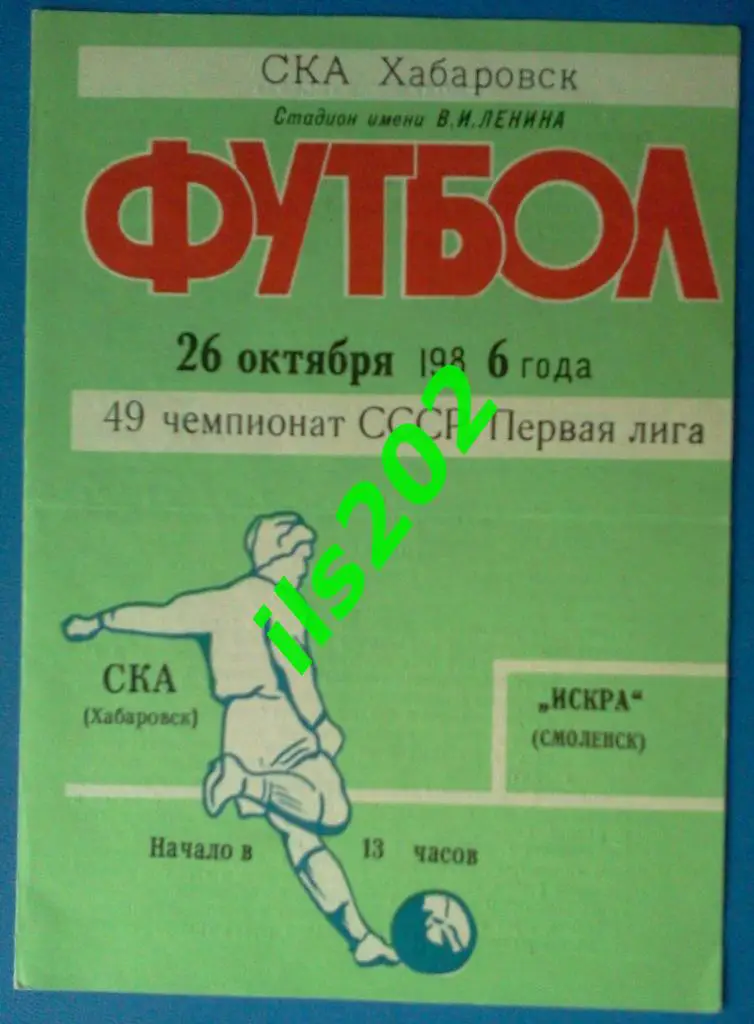 СКА Хабаровск
Стадион имени В.И.ЛЕНИНА
ФУТБОЛ
26 октября 198 6 года
49 чемпионат СССР. Первая лига
ils202
СКА
(Хабаровск)
„ИСКРА“
(СМОЛЕНСК)
Начало в 13 часов